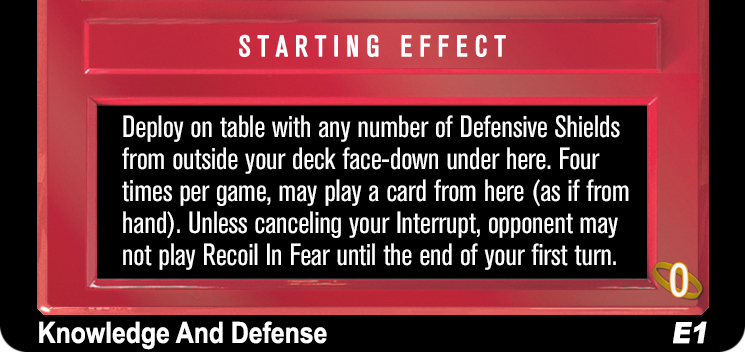 STARTING EFFECT
Deploy on table with any number of Defensive Shields
from outside your deck face-down under here. Four
times per game, may play a card from here (as if from
hand). Unless canceling your Interrupt, opponent may
not play Recoil In Fear until the end of your first turn.
0
Knowledge And Defense E1